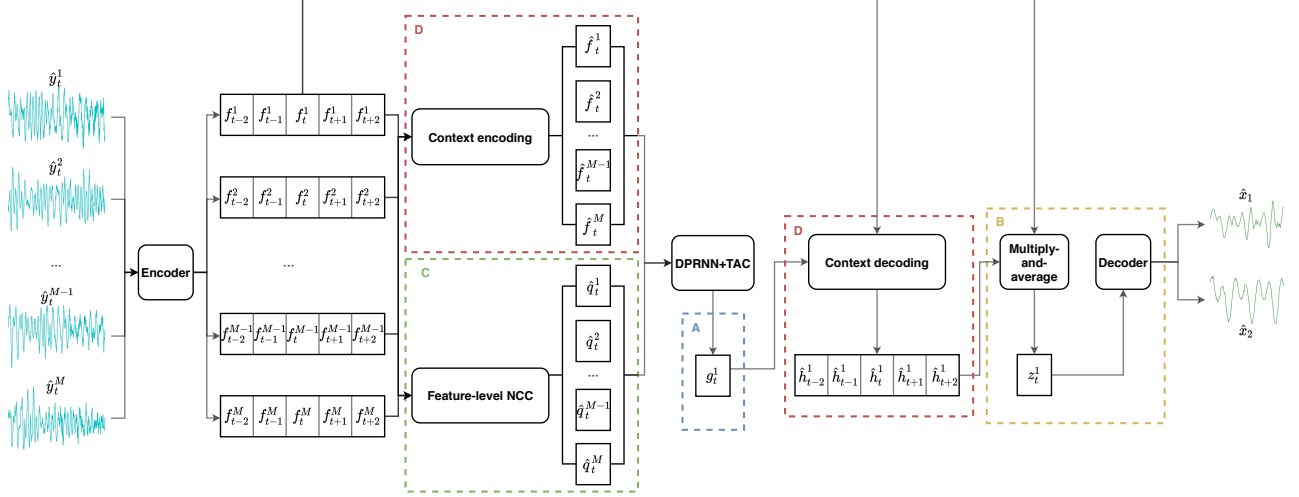 ŷ_t^1
ŷ_t^2
...
ŷ_t^{M-1}
ŷ_t^M
Encoder
f_{t-2}^1 f_{t-1}^1 f_t^1 f_{t+1}^1 f_{t+2}^1
f_{t-2}^2 f_{t-1}^2 f_t^2 f_{t+1}^2 f_{t+2}^2
...
f_{t-2}^{M-1} f_{t-1}^{M-1} f_t^{M-1} f_{t+1}^{M-1} f_{t+2}^{M-1}
f_{t-2}^M f_{t-1}^M f_t^M f_{t+1}^M f_{t+2}^M
D
Context encoding
f̂_t^1
f̂_t^2
...
f̂_t^{M-1}
f̂_t^M
C
Feature-level NCC
q̂_t^1
q̂_t^2
...
q̂_t^{M-1}
q̂_t^M
DPRNN+TAC
A
g_t^1
D
Context decoding
ĥ_{t-2}^1 ĥ_{t-1}^1 ĥ_t^1 ĥ_{t+1}^1 ĥ_{t+2}^1
B
Multiply-
and-
average
z_t^1
Decoder
x̂_1
x̂_2